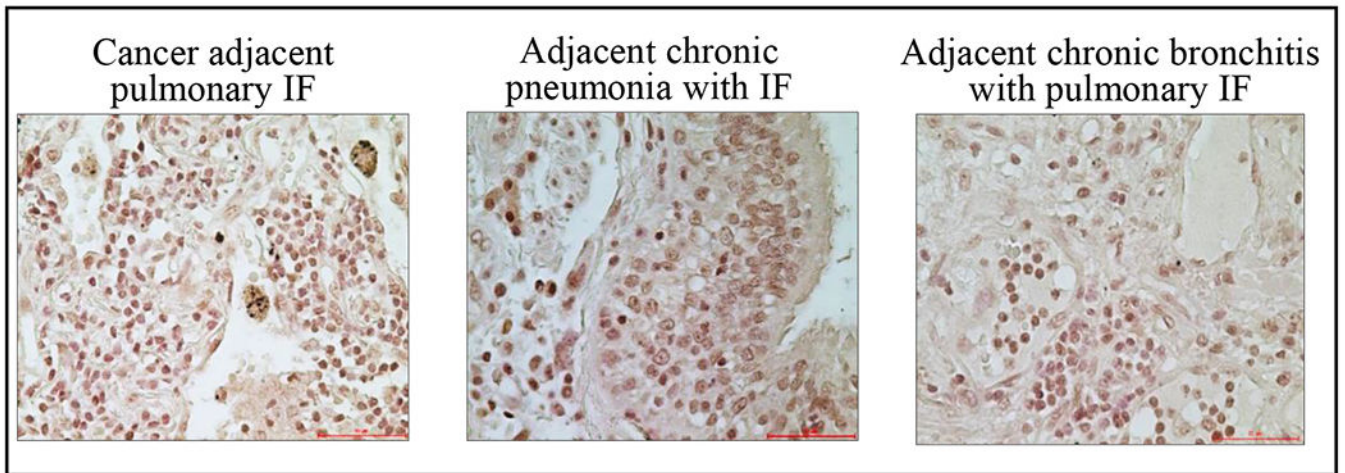 Cancer adjacent
pulmonary IF
Adjacent chronic
pneumonia with IF
Adjacent chronic bronchitis
with pulmonary IF